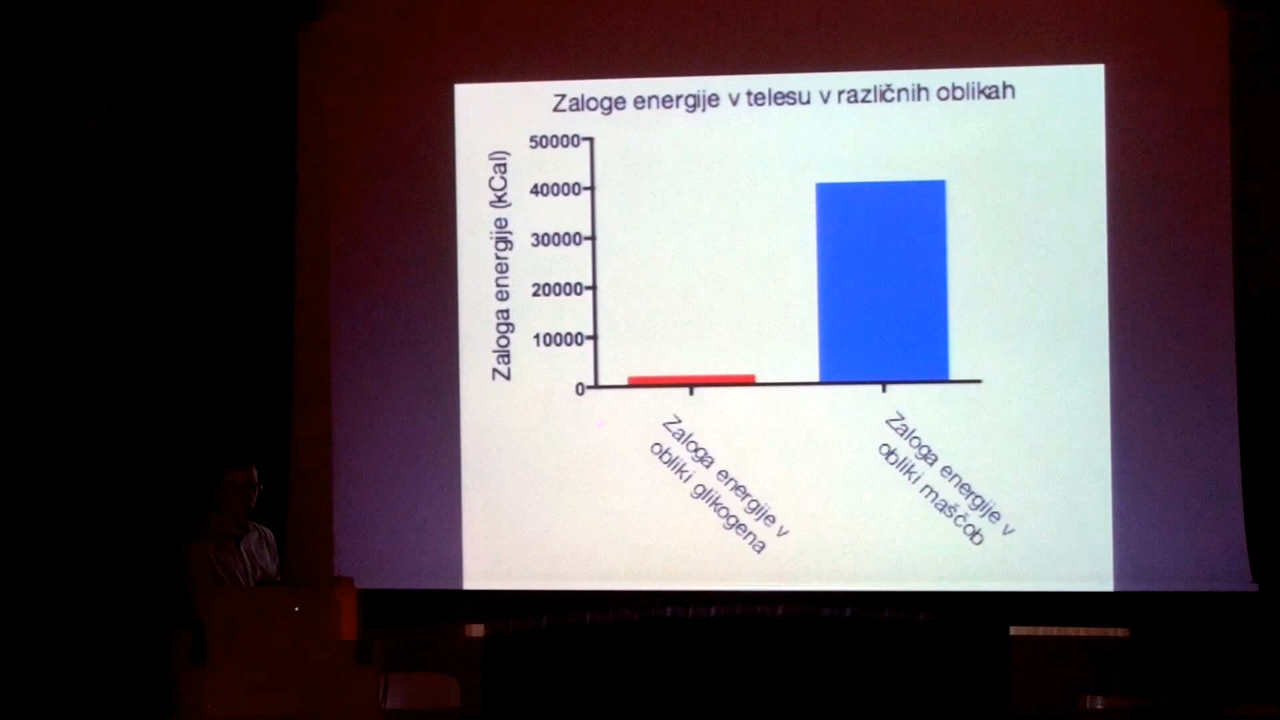 Zaloge energije v telesu v različnih oblikah
Zaloga energije (kCal)
50000
40000
30000
20000
10000
0
Zaloga energije v
obliki glikogena
Zaloga energije v
obliki maščob